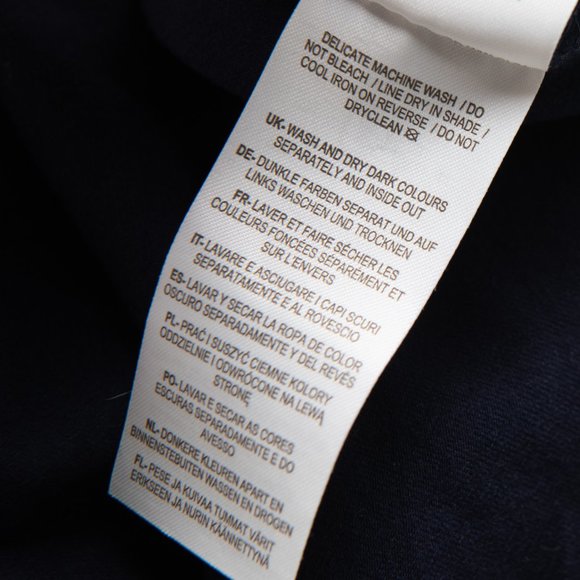 DELICATE MACHINE WASH / DO
NOT BLEACH / LINE DRY IN SHADE /
COOL IRON ON REVERSE / DO NOT
DRYCLEAN
UK- WASH AND DRY DARK COLOURS
SEPARATELY AND INSIDE OUT
DE- DUNKLE FARBEN SEPARAT UND AUF
LINKS WASCHEN UND TROCKNEN
FR- LAVER ET FAIRE SÉCHER LES
COULEURS FONCÉES SÉPARÉMENT ET
SUR L'ENVERS
IT- LAVARE E ASCIUGARE I CAPI SCURI
SEPARATAMENTE E AL ROVESCIO
ES- LAVAR Y SECAR LA ROPA DE COLOR
OSCURO SEPARADAMENTE Y DEL REVÉS
PL- PRAĆ I SUSZYĆ CIEMNE KOLORY
ODDZIELNIE I ODWRÓCONE NA LEWĄ
STRONĘ
PO- LAVAR E SECAR AS CORES
ESCURAS SEPARADAMENTE E DO
AVESSO
NL- DONKERE KLEUREN APART EN
BINNENSTEBUITEN WASSEN EN DROGEN
FL- PESE JA KUIVAA TUMMAT VÄRIT
ERIKSEEN JA NURIN KÄÄNNETTYNÄ